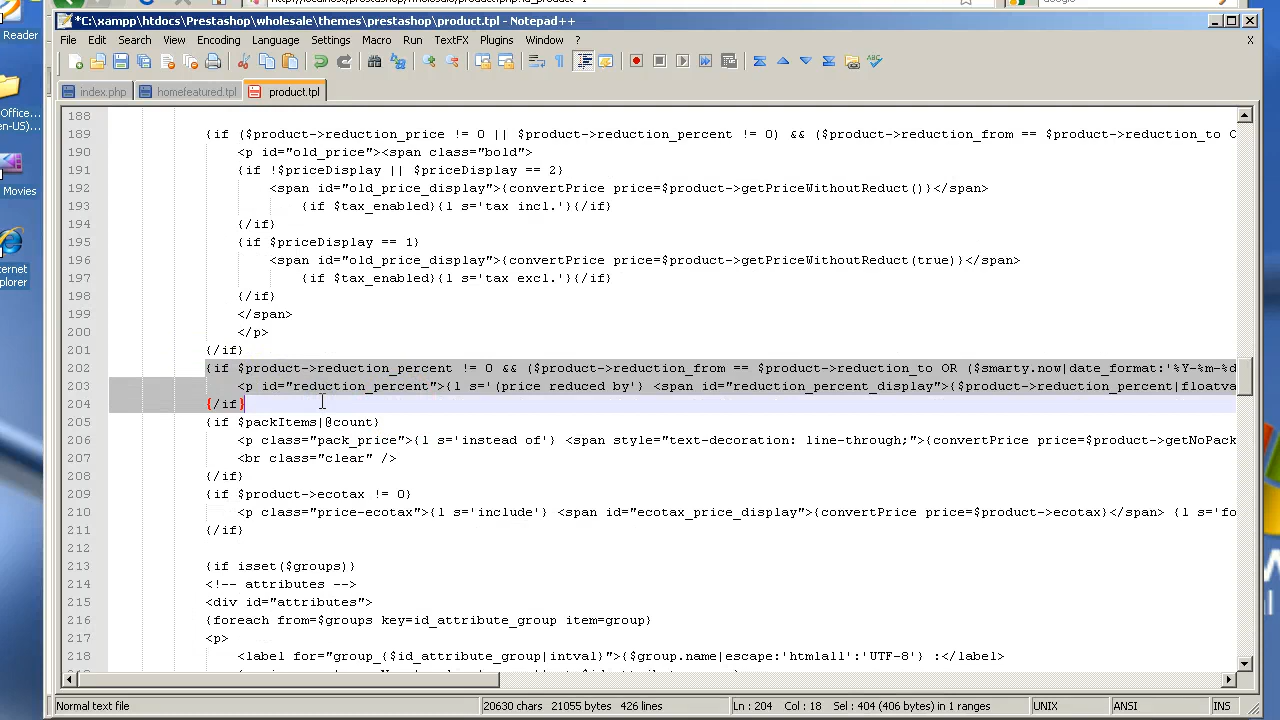 *C:\xampp\htdocs\Prestashop\wholesale\themes\prestashop\product.tpl - Notepad++
Reader
File Edit Search View Encoding Language Settings Macro Run TextFX Plugins Window ? X
index.php homefeatured.tpl product.tpl
Office...
en-US)...
Movies
ternet
xplorer
188
189 {if ($product->reduction_price != 0 || $product->reduction_percent != 0) && ($product->reduction_from == $product->reduction_to O
190 <p id="old_price"><span class="bold">
191 {if !$priceDisplay || $priceDisplay == 2}
192 <span id="old_price_display">{convertPrice price=$product->getPriceWithoutReduct()}</span>
193 {if $tax_enabled}{l s='tax incl.'}{/if}
194 {/if}
195 {if $priceDisplay == 1}
196 <span id="old_price_display">{convertPrice price=$product->getPriceWithoutReduct(true)}</span>
197 {if $tax_enabled}{l s='tax excl.'}{/if}
198 {/if}
199 </span>
200 </p>
201 {/if}
202 {if $product->reduction_percent != 0 && ($product->reduction_from == $product->reduction_to OR ($smarty.now|date_format:'%Y-%m-%d
203 <p id="reduction_percent">{l s='(price reduced by'} <span id="reduction_percent_display">{$product->reduction_percent|floatva
204 {/if}
205 {if $packItems|@count}
206 <p class="pack_price">{l s='instead of'} <span style="text-decoration: line-through;">{convertPrice price=$product->getNoPack
207 <br class="clear" />
208 {/if}
209 {if $product->ecotax != 0}
210 <p class="price-ecotax">{l s='include'} <span id="ecotax_price_display">{convertPrice price=$product->ecotax}</span> {l s='fo
211 {/if}
212
213 {if isset($groups)}
214 <!-- attributes -->
215 <div id="attributes">
216 {foreach from=$groups key=id_attribute_group item=group}
217 <p>
218 <label for="group_{$id_attribute_group|intval}">{$group.name|escape:'htmlall':'UTF-8'} :</label>
Normal text file 20630 chars 21055 bytes 426 lines Ln : 204 Col : 18 Sel : 404 (406 bytes) in 1 ranges UNIX ANSI INS